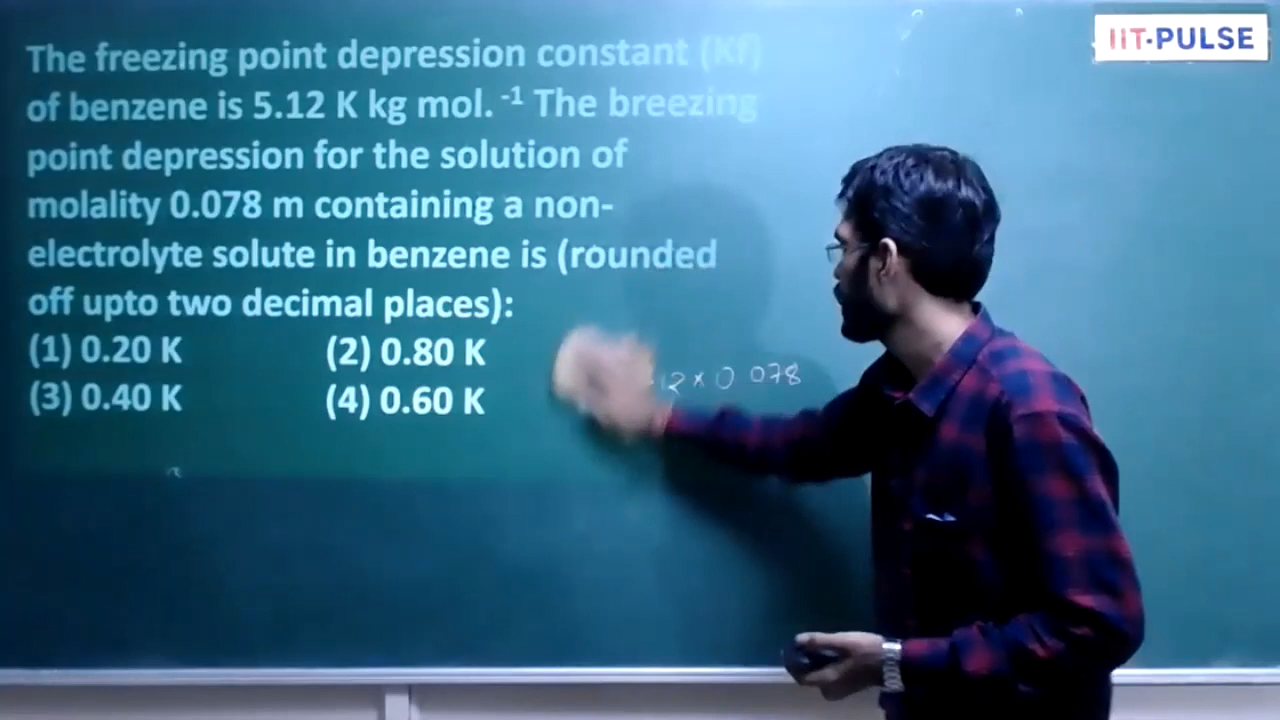 IIT-PULSE
The freezing point depression constant (Kf)
of benzene is 5.12 K kg mol. -1 The breezing
point depression for the solution of
molality 0.078 m containing a non-
electrolyte solute in benzene is (rounded
off upto two decimal places):
(1) 0.20 K (2) 0.80 K
(3) 0.40 K (4) 0.60 K
12 × 0 078